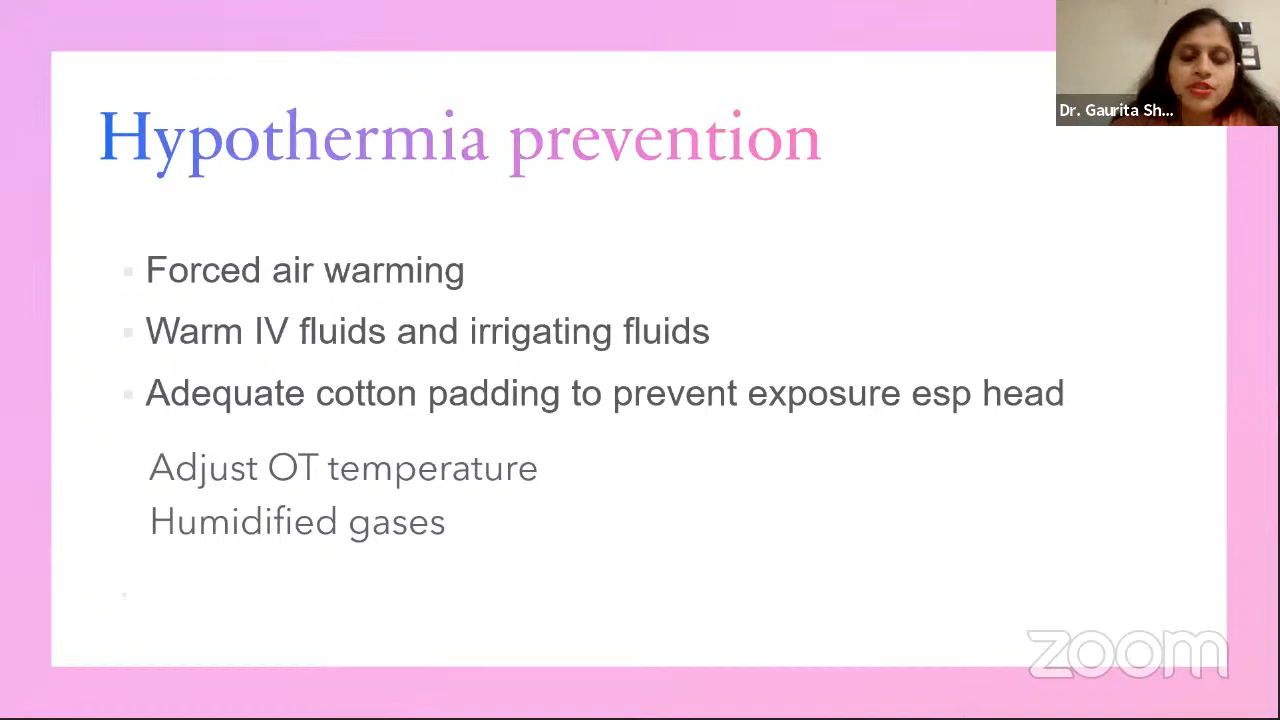 Dr. Gaurita Sh...
Hypothermia prevention
Forced air warming
Warm IV fluids and irrigating fluids
Adequate cotton padding to prevent exposure esp head
Adjust OT temperature
Humidified gases
zoom